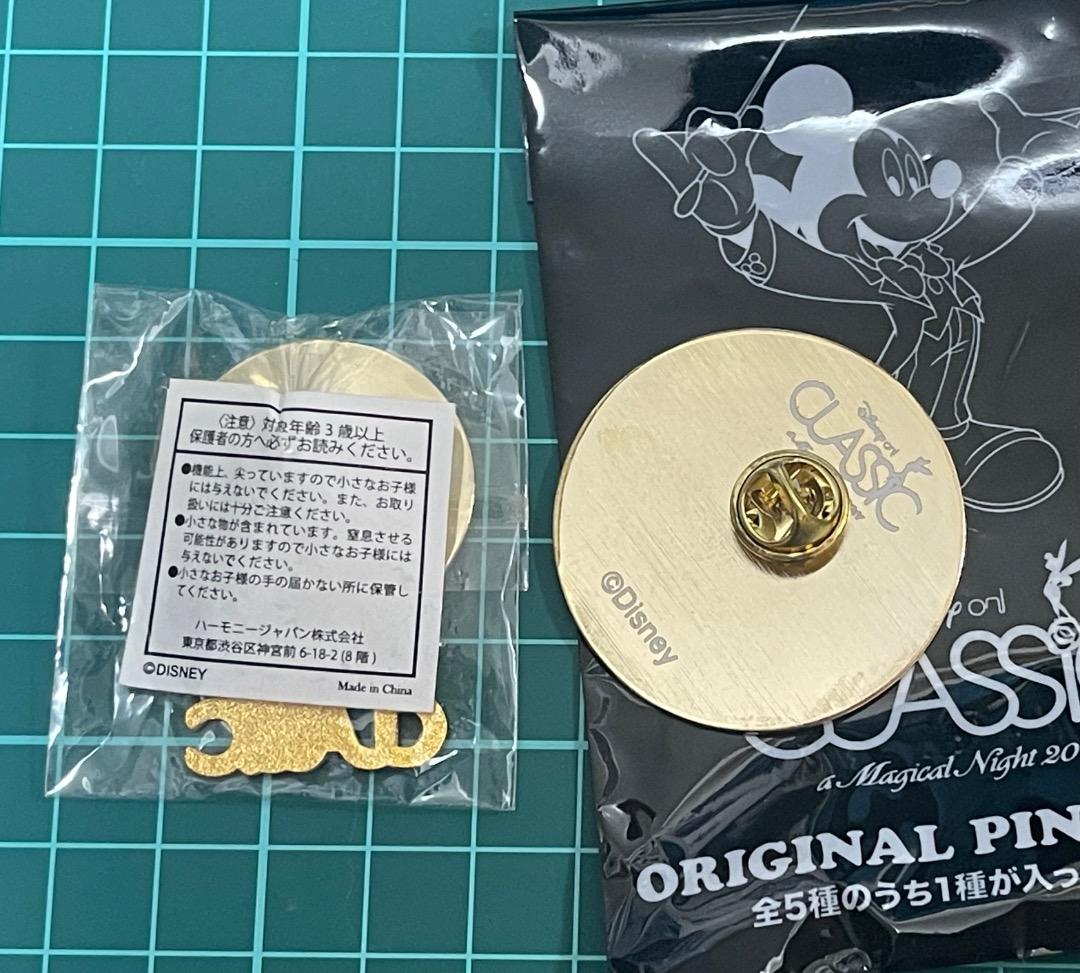 〈注意〉対象年齢3歳以上
保護者の方へ必ずお読みください。
●機能上、尖っていますので小さなお子様
には与えないでください。また、お取り
扱いには十分ご注意ください。
●小さな物が含まれています。窒息させる
可能性がありますので小さなお子様には
与えないでください。
●小さなお子様の手の届かない所に保管し
てください。
ハーモニージャパン株式会社
東京都渋谷区神宮前6-18-2(8階)
©DISNEY
Made in China
CLASSIC
©Disney
on
CLASSI
a Magical Night 20
ORIGINAL PIN
全5種のうち1種が入っ